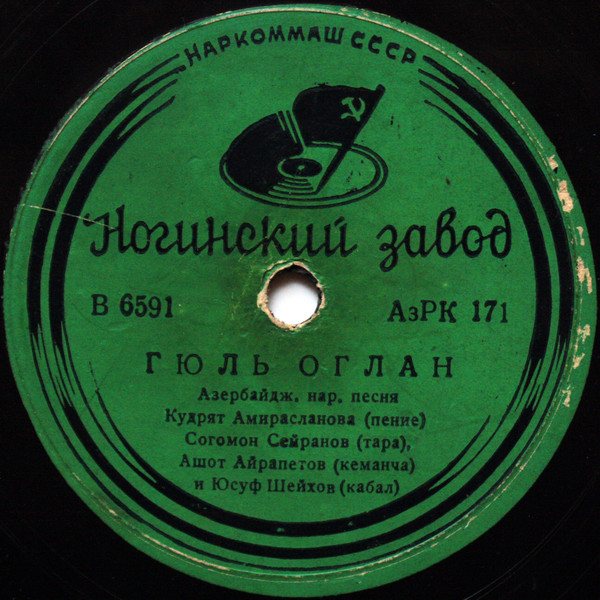 НАРКОММАШ СССР
Ногинский завод
В 6591
АзРК 171
ГЮЛЬ ОГЛАН
Азербайдж. нар. песня
Кудрят Амирасланова (пение)
Согомон Сейранов (тара),
Ашот Айрапетов (кеманча)
и Юсуф Шейхов (кабал)